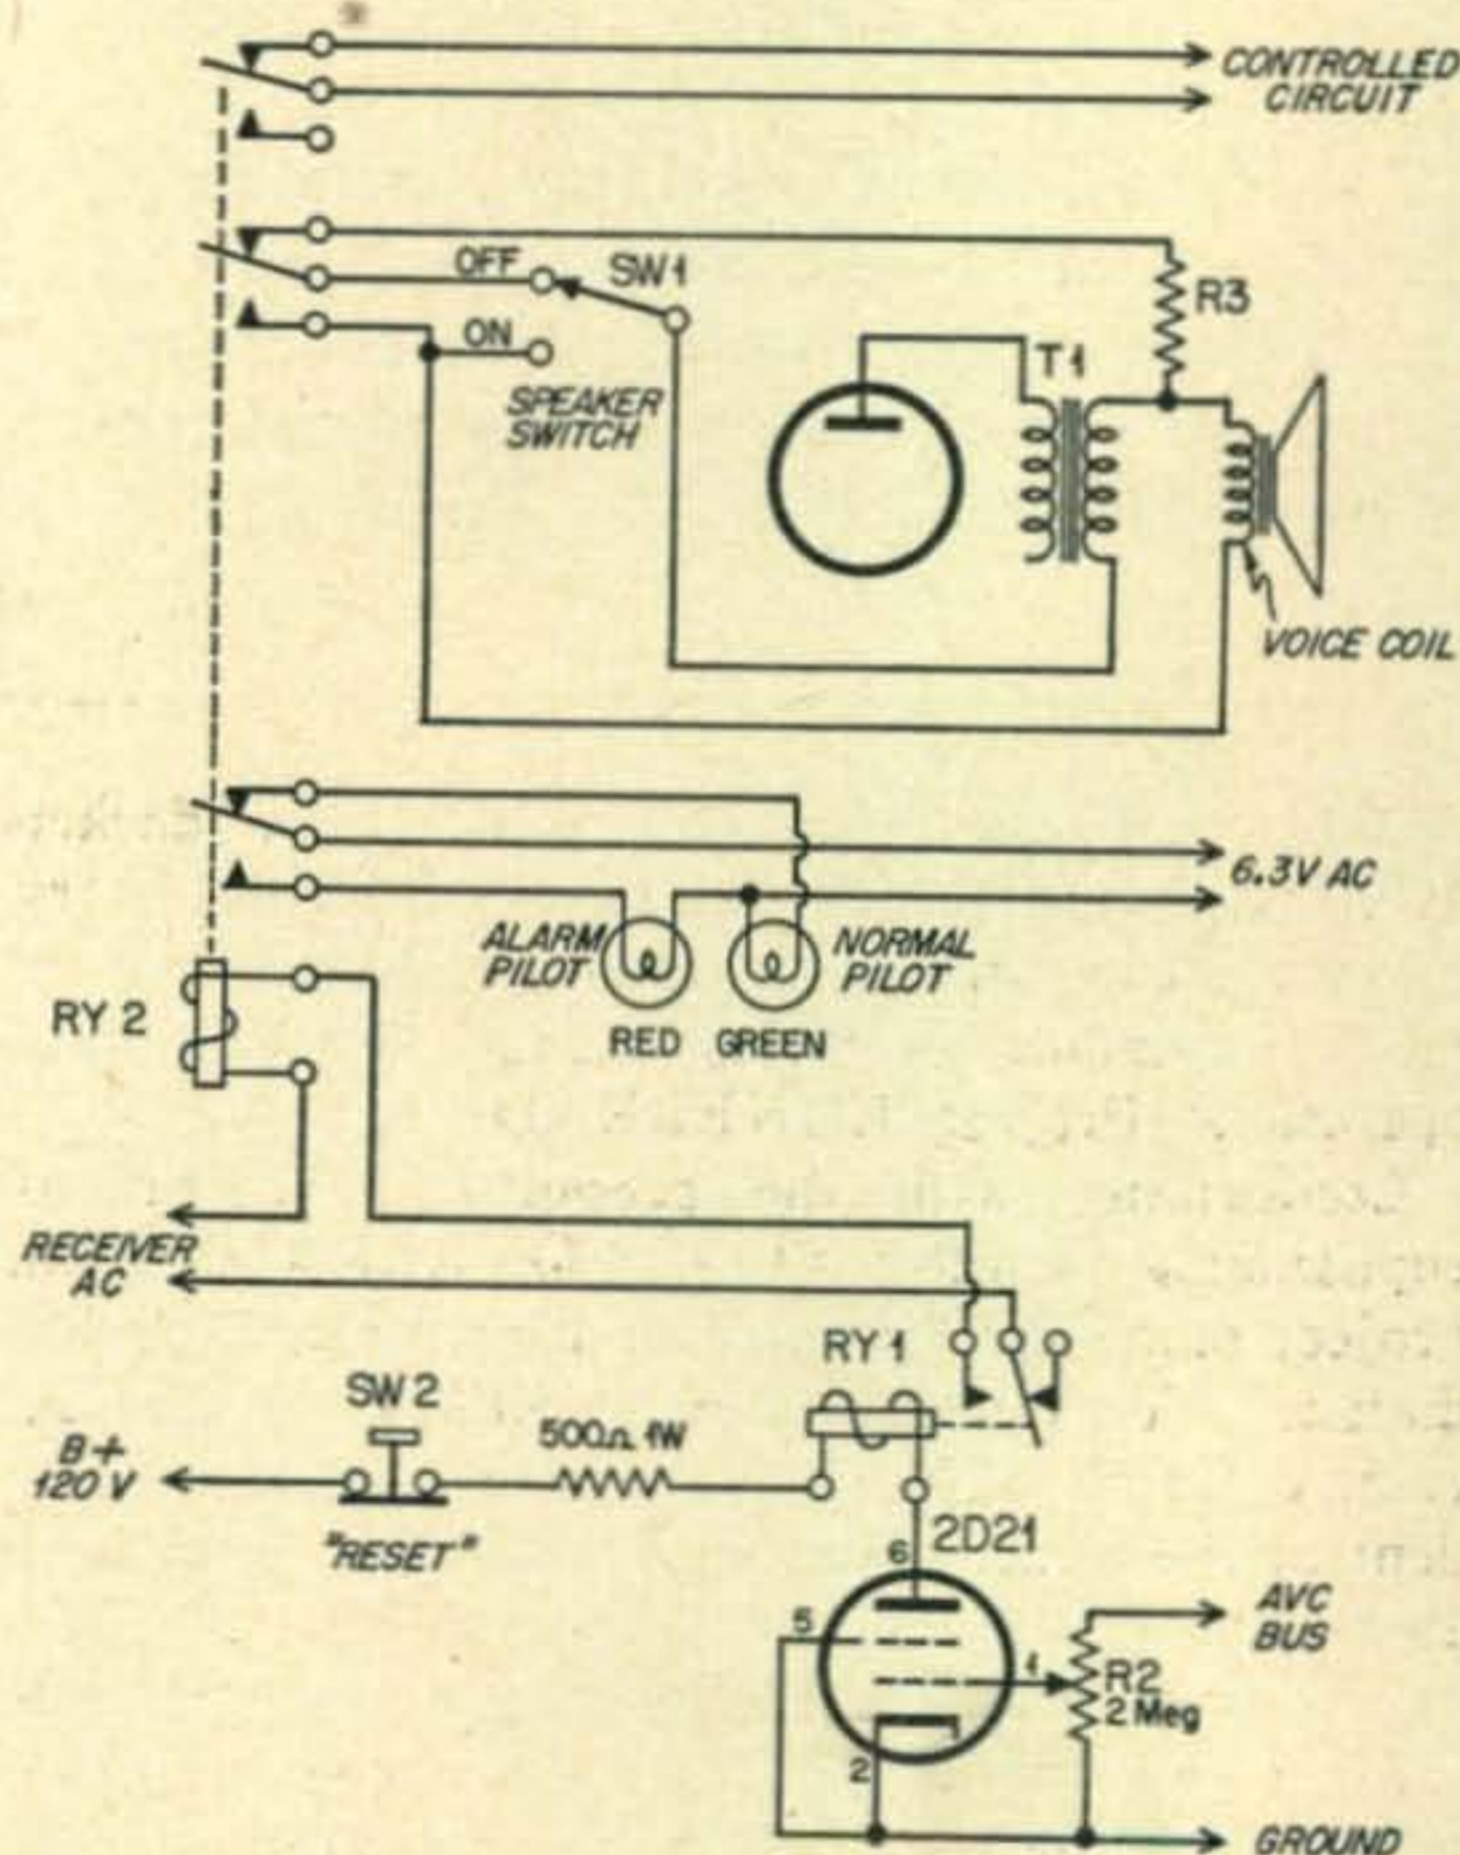 CONTROLLED
CIRCUIT
OFF
SW1
R3
ON
SPEAKER
SWITCH
T1
VOICE COIL
6.3V AC
ALARM
PILOT
NORMAL
PILOT
RY 2
RED
GREEN
RECEIVER
AC
RY 1
SW 2
B+
120 V
500Ω 1W
"RESET"
2D21
6
5
1
AVC
BUS
R2
2 Meg
2
GROUND